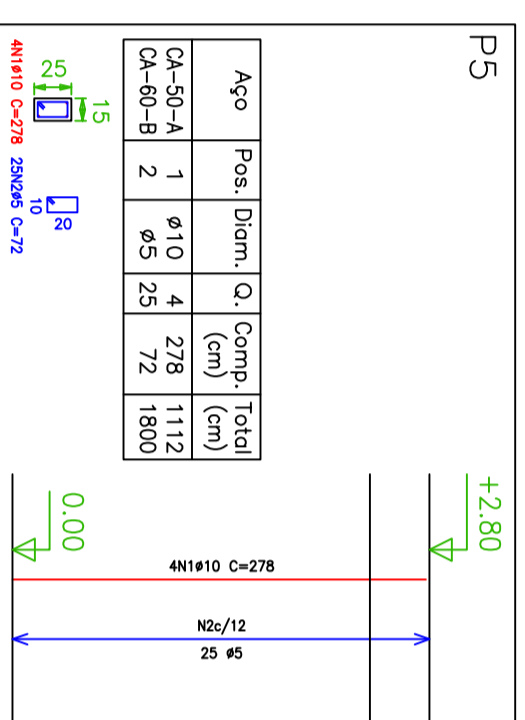 P5
Aço Pos. Diam. Q. Comp. (cm) Total (cm)
CA-50-A 1 ø10 4 278 1112
CA-60-B 2 ø5 25 72 1800
25
15
4N1ø10 C=278
20
10
25N2ø5 C=72
+2.80
0.00
4N1ø10 C=278
N2c/12
25 ø5